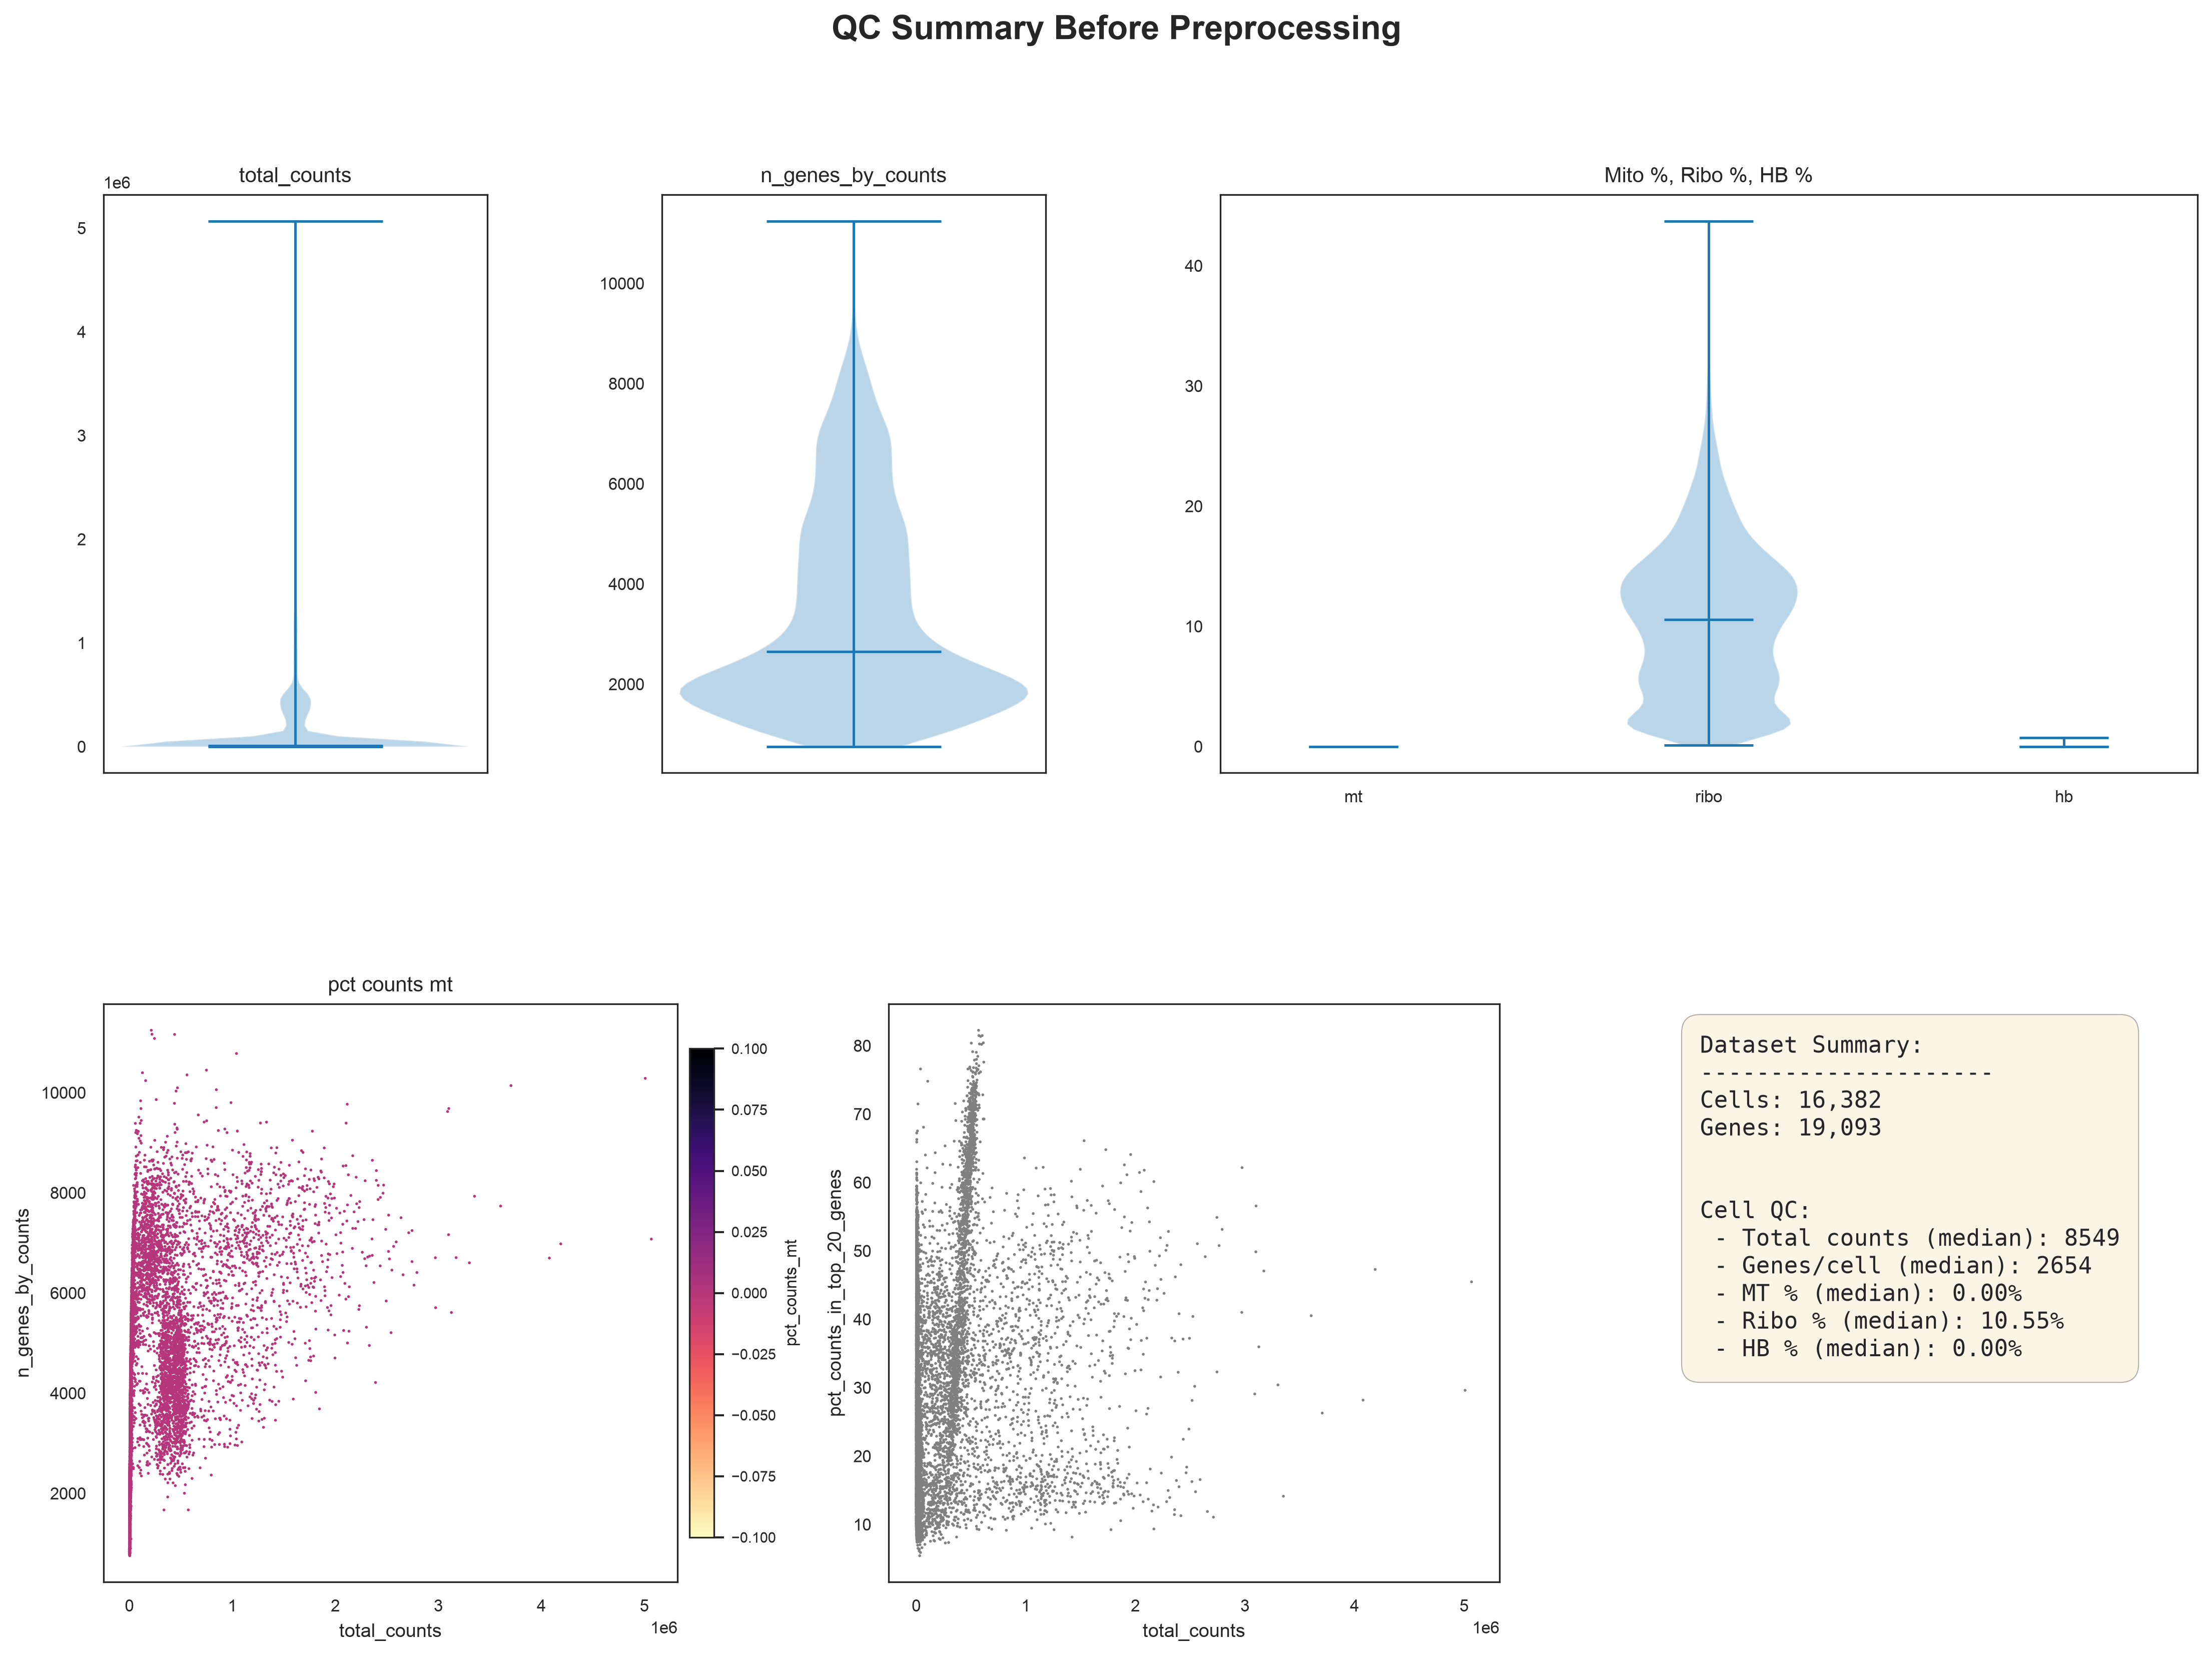 QC Summary Before Preprocessing
total_counts
1e6
5
4
3
2
1
0
n_genes_by_counts
10000
8000
6000
4000
2000
Mito %, Ribo %, HB %
40
30
20
10
0
mt
ribo
hb
pct counts mt
n_genes_by_counts
10000
8000
6000
4000
2000
0
1
2
3
4
5
1e6
total_counts
0.100
0.075
0.050
0.025
0.000
−0.025
−0.050
−0.075
−0.100
pct_counts_mt
pct_counts_in_top_20_genes
80
70
60
50
40
30
20
10
0
1
2
3
4
5
1e6
total_counts
Dataset Summary:
---------------------
Cells: 16,382
Genes: 19,093
Cell QC:
- Total counts (median): 8549
- Genes/cell (median): 2654
- MT % (median): 0.00%
- Ribo % (median): 10.55%
- HB % (median): 0.00%